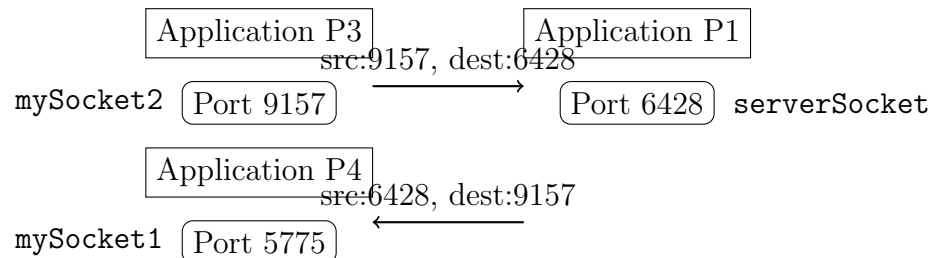 Application P3
Application P1
src:9157, dest:6428
mySocket2
Port 9157
Port 6428
serverSocket
Application P4
src:6428, dest:9157
mySocket1
Port 5775